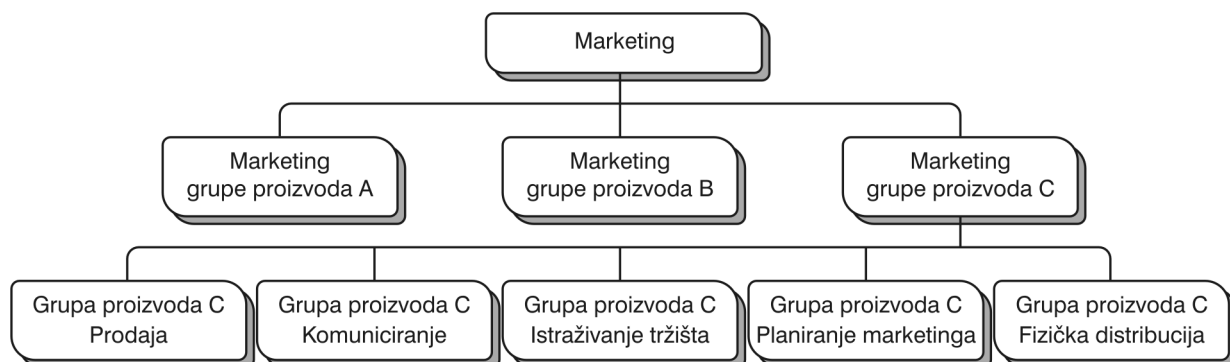 Marketing
Marketing
grupe proizvoda A
Marketing
grupe proizvoda B
Marketing
grupe proizvoda C
Grupa proizvoda C
Prodaja
Grupa proizvoda C
Komuniciranje
Grupa proizvoda C
Istraživanje tržišta
Grupa proizvoda C
Planiranje marketinga
Grupa proizvoda C
Fizička distribucija